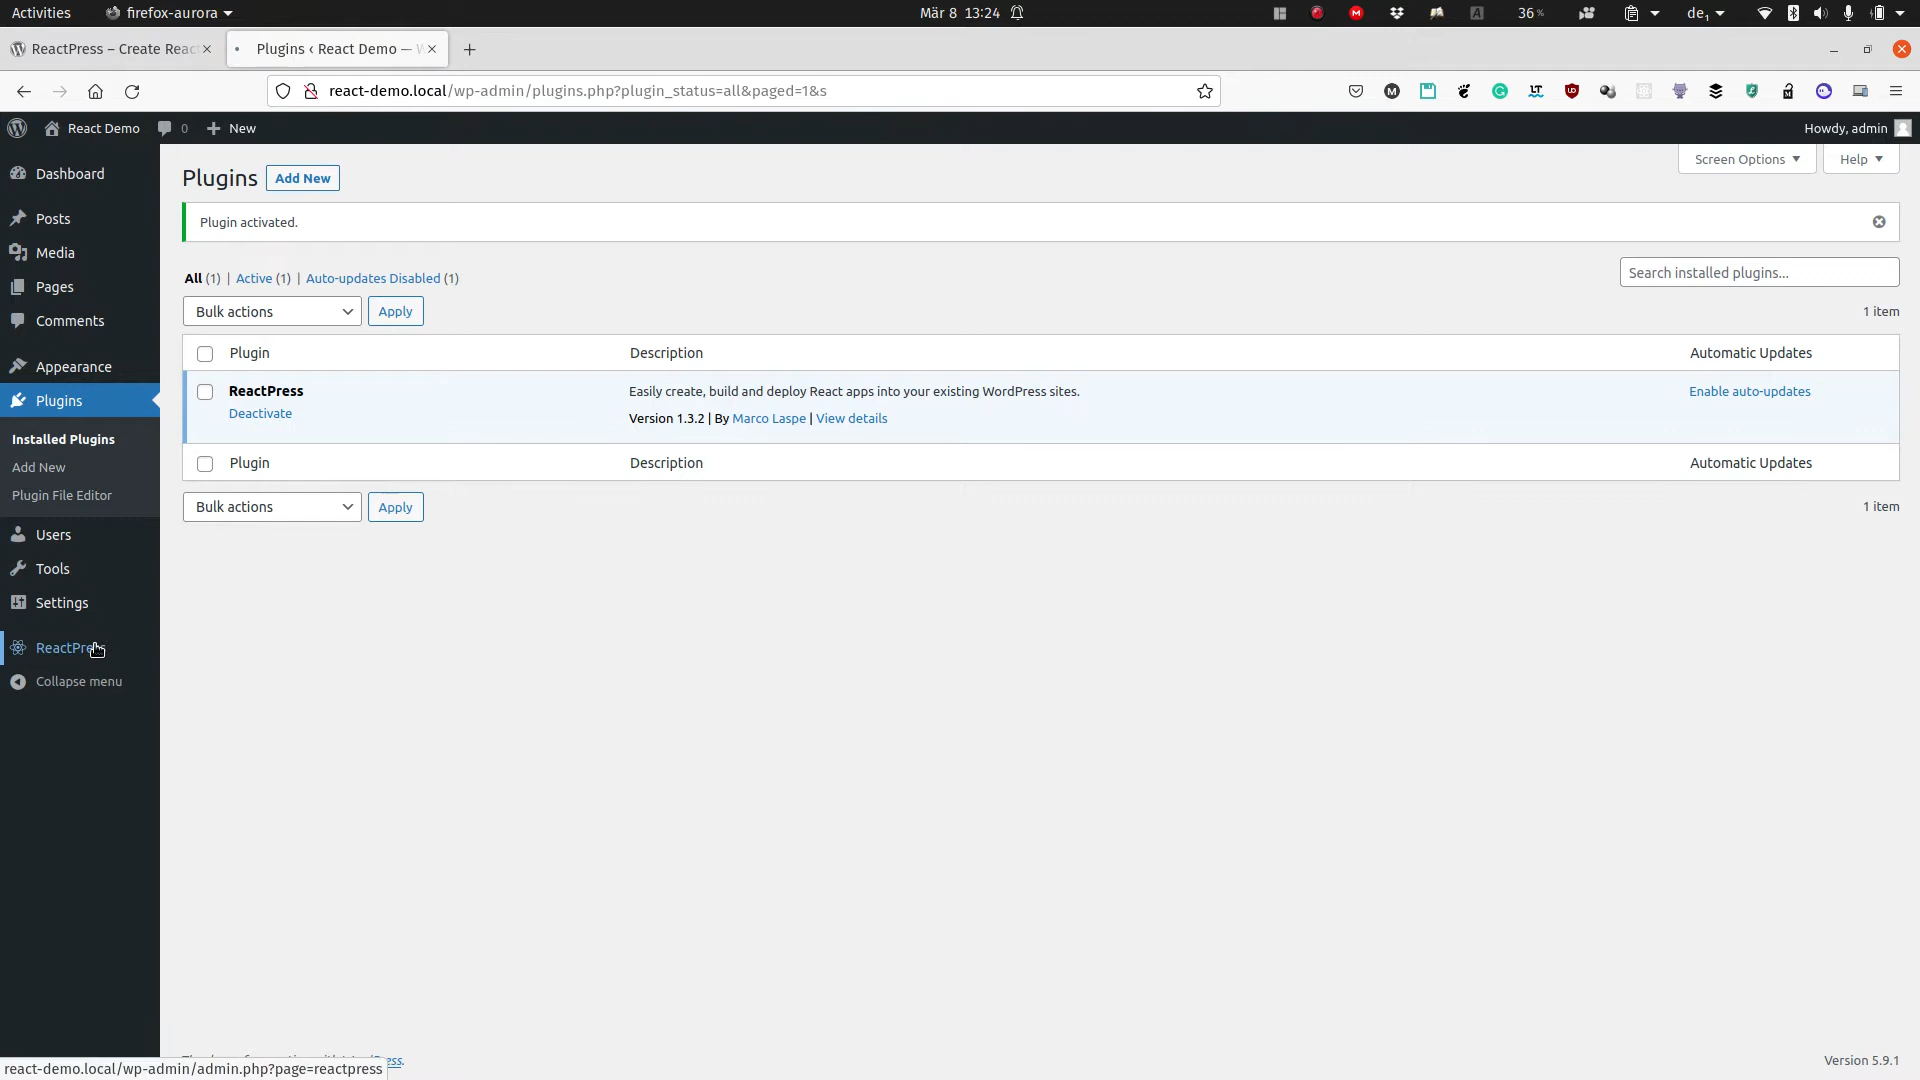 Activities
firefox-aurora
Mär 8 13:24
36 %
de₁
ReactPress – Create Reac
Plugins ‹ React Demo —
react-demo.local/wp-admin/plugins.php?plugin_status=all&paged=1&s
React Demo
0
New
Howdy, admin
Dashboard
Posts
Media
Pages
Comments
Appearance
Plugins
Installed Plugins
Add New
Plugin File Editor
Users
Tools
Settings
Collapse menu
Plugins
Add New
Screen Options
Help
Plugin activated.
All (1) | Active (1) | Auto-updates Disabled (1)
Search installed plugins...
Bulk actions
Apply
1 item
Plugin
Description
Automatic Updates
ReactPress
Easily create, build and deploy React apps into your existing WordPress sites.
Enable auto-updates
Deactivate
Version 1.3.2 | By Marco Laspe | View details
Plugin
Description
Automatic Updates
Bulk actions
Apply
1 item
Version 5.9.1
react-demo.local/wp-admin/admin.php?page=reactpress